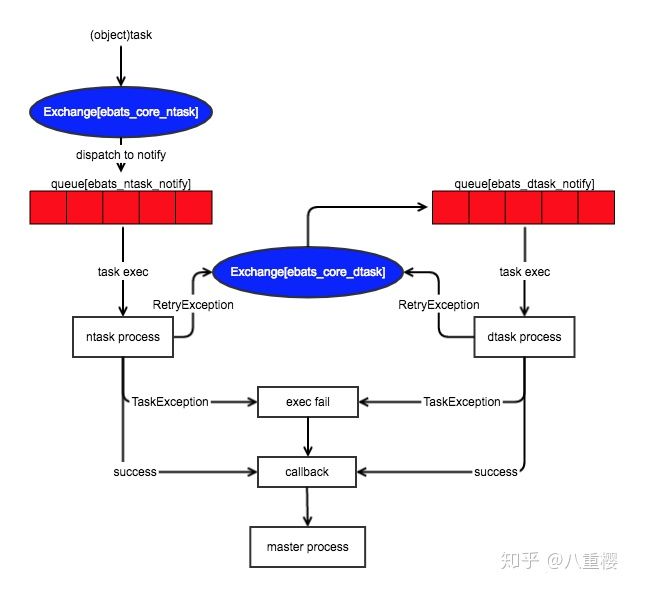 (object)task
Exchange[ebats_core_ntask]
dispatch to notify
queue[ebats_ntask_notify]
queue[ebats_dtask_notify]
task exec
Exchange[ebats_core_dtask]
task exec
RetryException
RetryException
ntask process
dtask process
TaskException
exec fail
TaskException
success
callback
success
master process
知乎 @八重樱